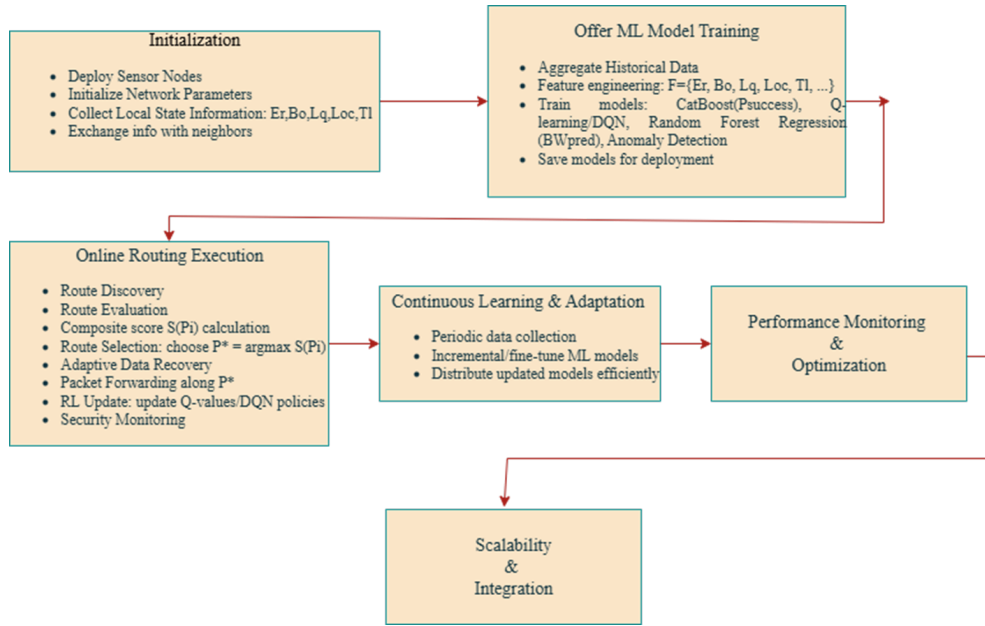 Initialization
• Deploy Sensor Nodes
• Initialize Network Parameters
• Collect Local State Information: Er,Bo,Lq,Loc,Tl
• Exchange info with neighbors
Offer ML Model Training
• Aggregate Historical Data
• Feature engineering: F={Er, Bo, Lq, Loc, Tl, ...}
• Train models: CatBoost(Psuccess), Q-
learning/DQN, Random Forest Regression
(BWpred), Anomaly Detection
• Save models for deployment
Online Routing Execution
• Route Discovery
• Route Evaluation
• Composite score S(Pi) calculation
• Route Selection: choose P* = argmax S(Pi)
• Adaptive Data Recovery
• Packet Forwarding along P*
• RL Update: update Q-values/DQN policies
• Security Monitoring
Continuous Learning & Adaptation
• Periodic data collection
• Incremental/fine-tune ML models
• Distribute updated models efficiently
Performance Monitoring
&
Optimization
Scalability
&
Integration